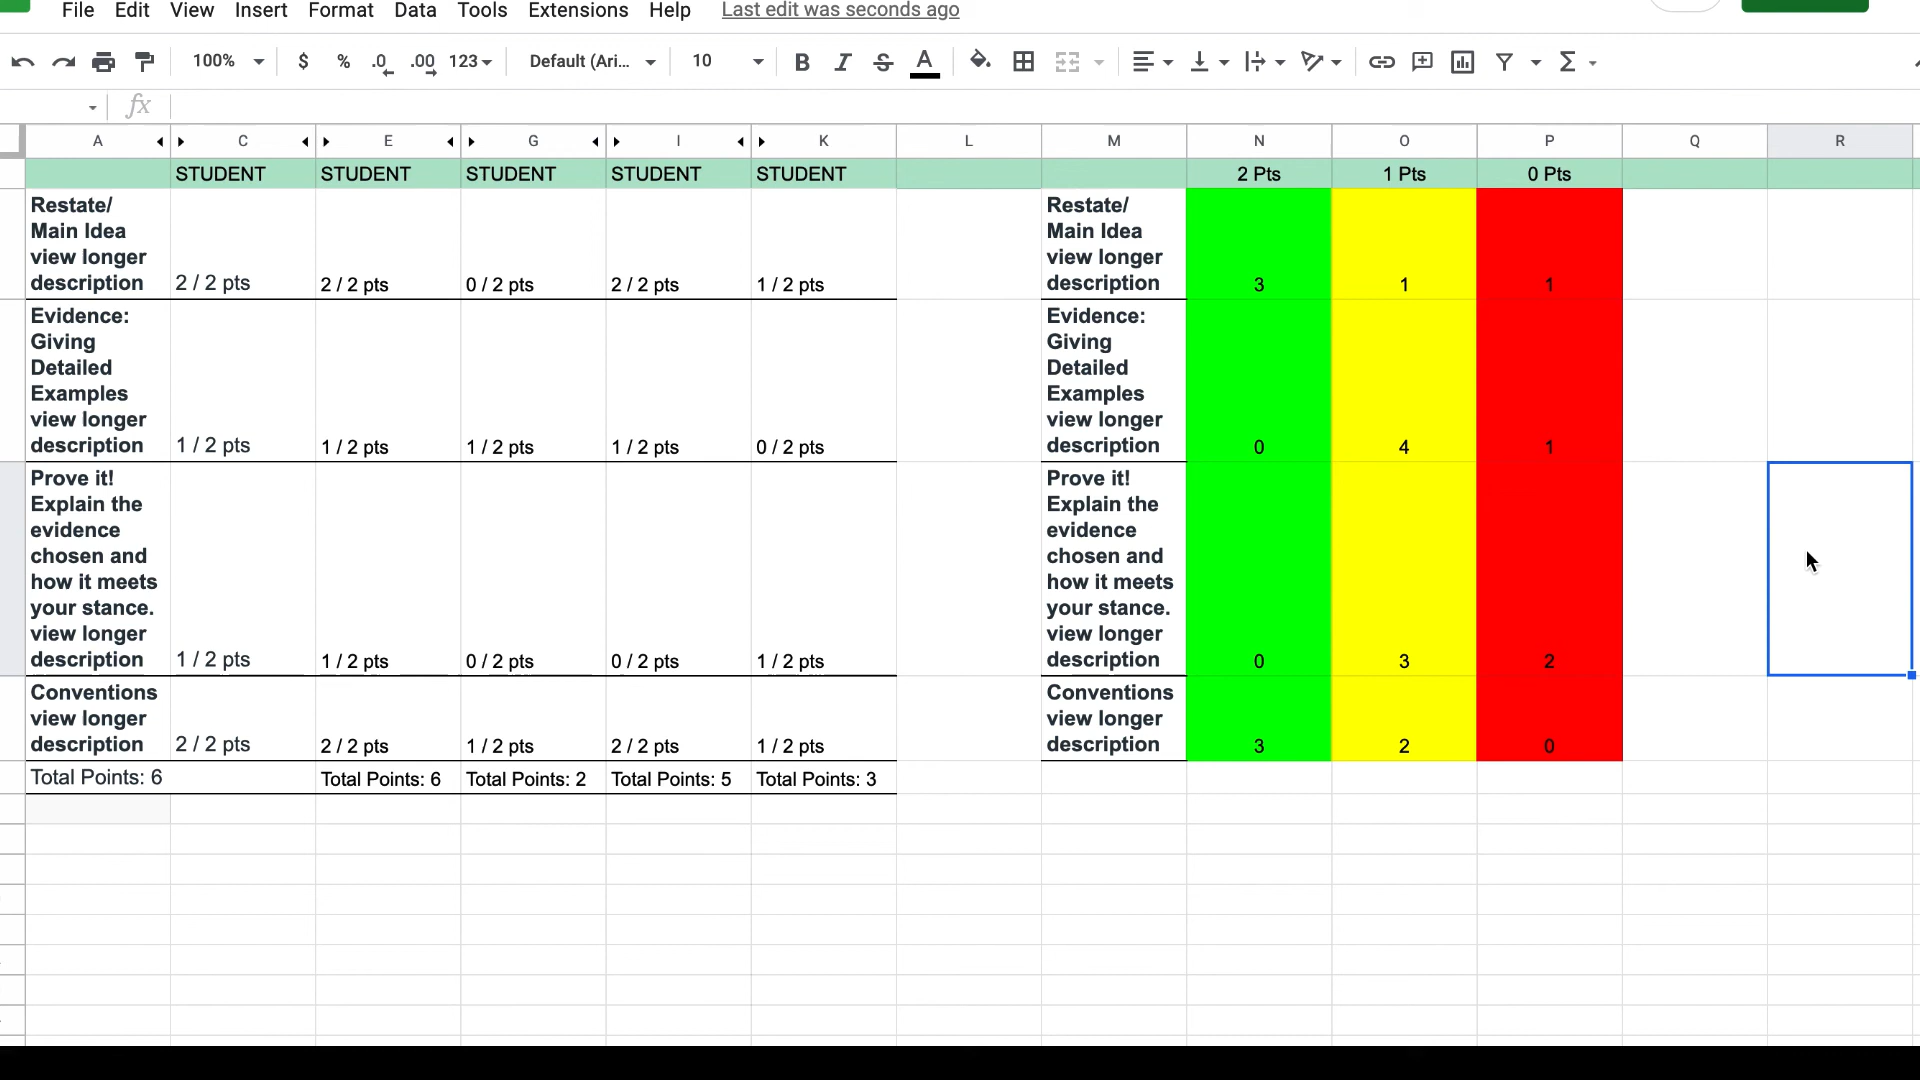 File Edit View Insert Format Data Tools Extensions Help Last edit was seconds ago
100% $ % .0 .00 123 Default (Ari... 10 B I S A Σ
fx
A C E G I K L M N O P Q R
STUDENT STUDENT STUDENT STUDENT STUDENT 2 Pts 1 Pts 0 Pts
Restate/
Main Idea
view longer
description 2 / 2 pts 2 / 2 pts 0 / 2 pts 2 / 2 pts 1 / 2 pts
Restate/
Main Idea
view longer
description 3 1 1
Evidence:
Giving
Detailed
Examples
view longer
description 1 / 2 pts 1 / 2 pts 1 / 2 pts 1 / 2 pts 0 / 2 pts
Evidence:
Giving
Detailed
Examples
view longer
description 0 4 1
Prove it!
Explain the
evidence
chosen and
how it meets
your stance.
view longer
description 1 / 2 pts 1 / 2 pts 0 / 2 pts 0 / 2 pts 1 / 2 pts
Prove it!
Explain the
evidence
chosen and
how it meets
your stance.
view longer
description 0 3 2
Conventions
view longer
description 2 / 2 pts 2 / 2 pts 1 / 2 pts 2 / 2 pts 1 / 2 pts
Conventions
view longer
description 3 2 0
Total Points: 6 Total Points: 6 Total Points: 2 Total Points: 5 Total Points: 3